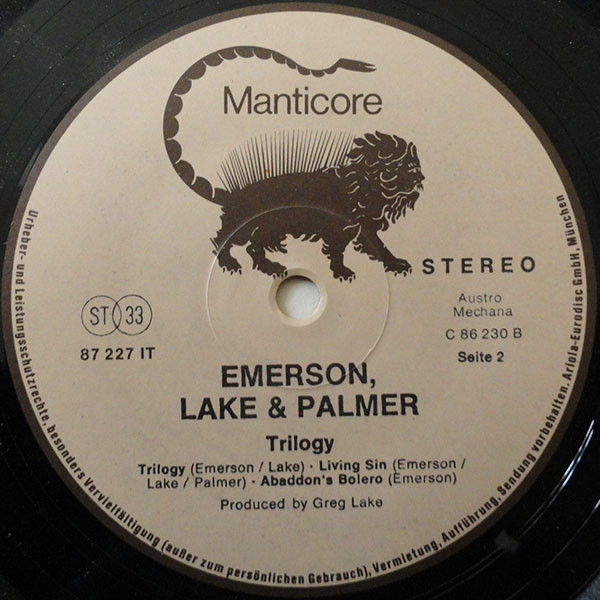 Manticore
STEREO
ST 33
87 227 IT
Austro
Mechana
C 86 230 B
Seite 2
EMERSON,
LAKE & PALMER
Trilogy
Trilogy (Emerson / Lake) · Living Sin (Emerson /
Lake / Palmer) · Abaddon's Bolero (Emerson)
Produced by Greg Lake
Urheber- und Leistungsschutzrechte, besonders Vervielfältigung (außer zum persönlichen Gebrauch), Vermietung, Aufführung, Sendung vorbehalten. Ariola-Eurodisc GmbH, München